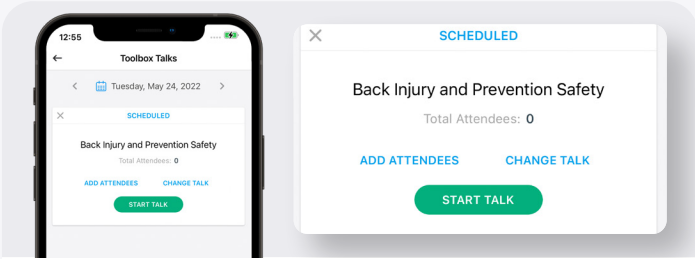 12:55
Toolbox Talks
Tuesday, May 24, 2022
SCHEDULED
Back Injury and Prevention Safety
Total Attendees: 0
ADD ATTENDEES CHANGE TALK
START TALK
SCHEDULED
Back Injury and Prevention Safety
Total Attendees: 0
ADD ATTENDEES CHANGE TALK
START TALK